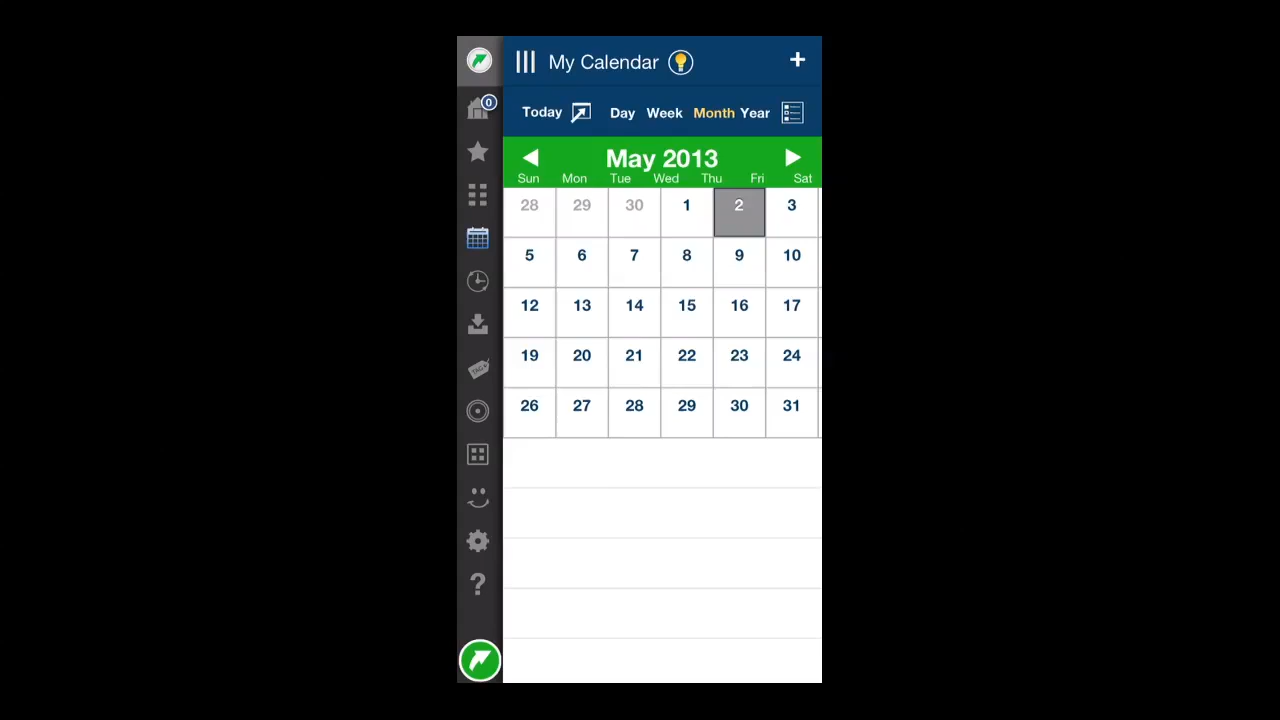 My Calendar +
0
Today Day Week Month Year
May 2013
Sun Mon Tue Wed Thu Fri Sat
28 29 30 1 2 3
5 6 7 8 9 10
12 13 14 15 16 17
TAG
19 20 21 22 23 24
26 27 28 29 30 31
?